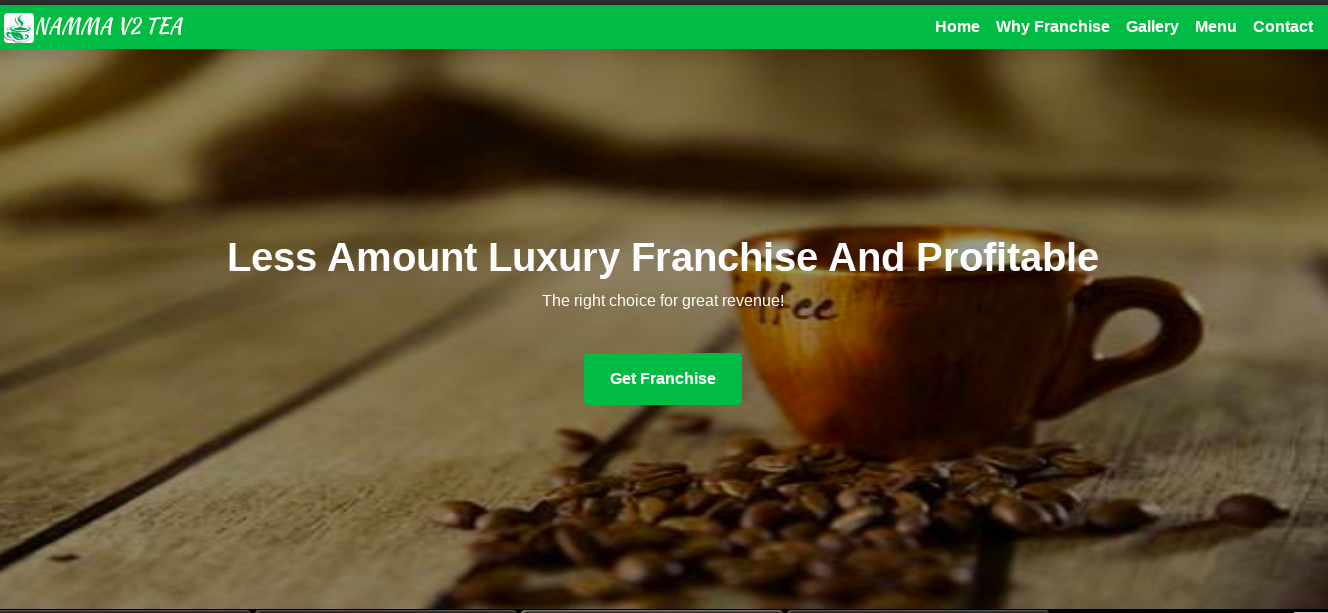 NAMMA V2 TEA
Home Why Franchise Gallery Menu Contact
Less Amount Luxury Franchise And Profitable
The right choice for great revenue!
ffee
Get Franchise